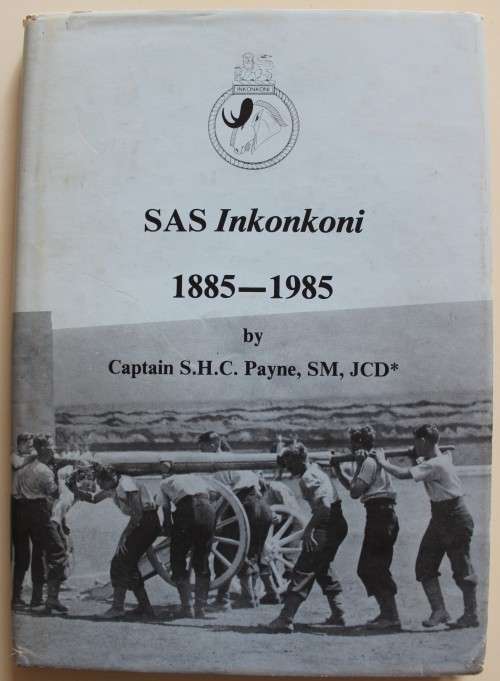 INKONKONI
SAS Inkonkoni
1885—1985
by
Captain S.H.C. Payne, SM, JCD*